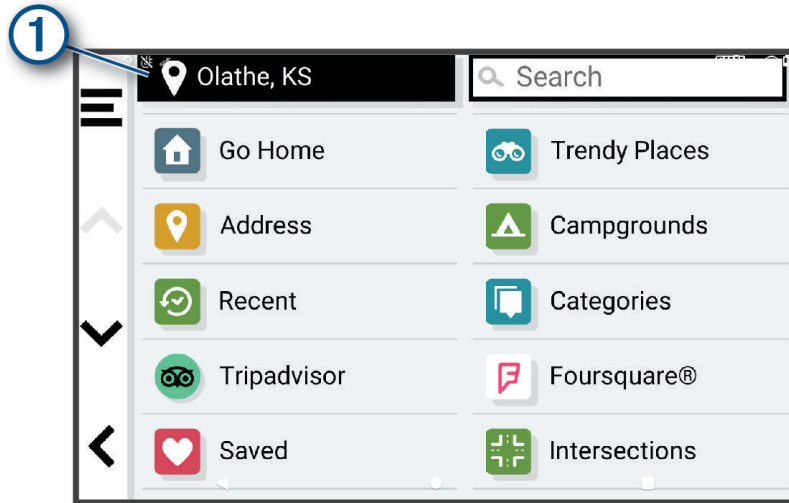 1
Olathe, KS
Search
Go Home
Trendy Places
Address
Campgrounds
Recent
Categories
Tripadvisor
Foursquare®
Saved
Intersections